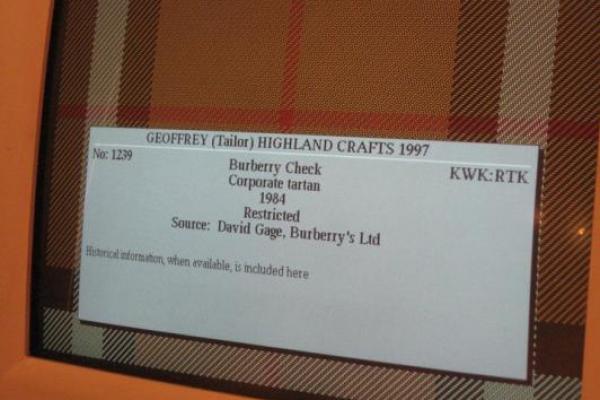 GEOFFREY (Tailor) HIGHLAND CRAFTS 1997
No: 1239
KWK:RTK
Burberry Check
Corporate tartan
1984
Restricted
Source: David Gage, Burberry's Ltd
Historical information, when available, is included here